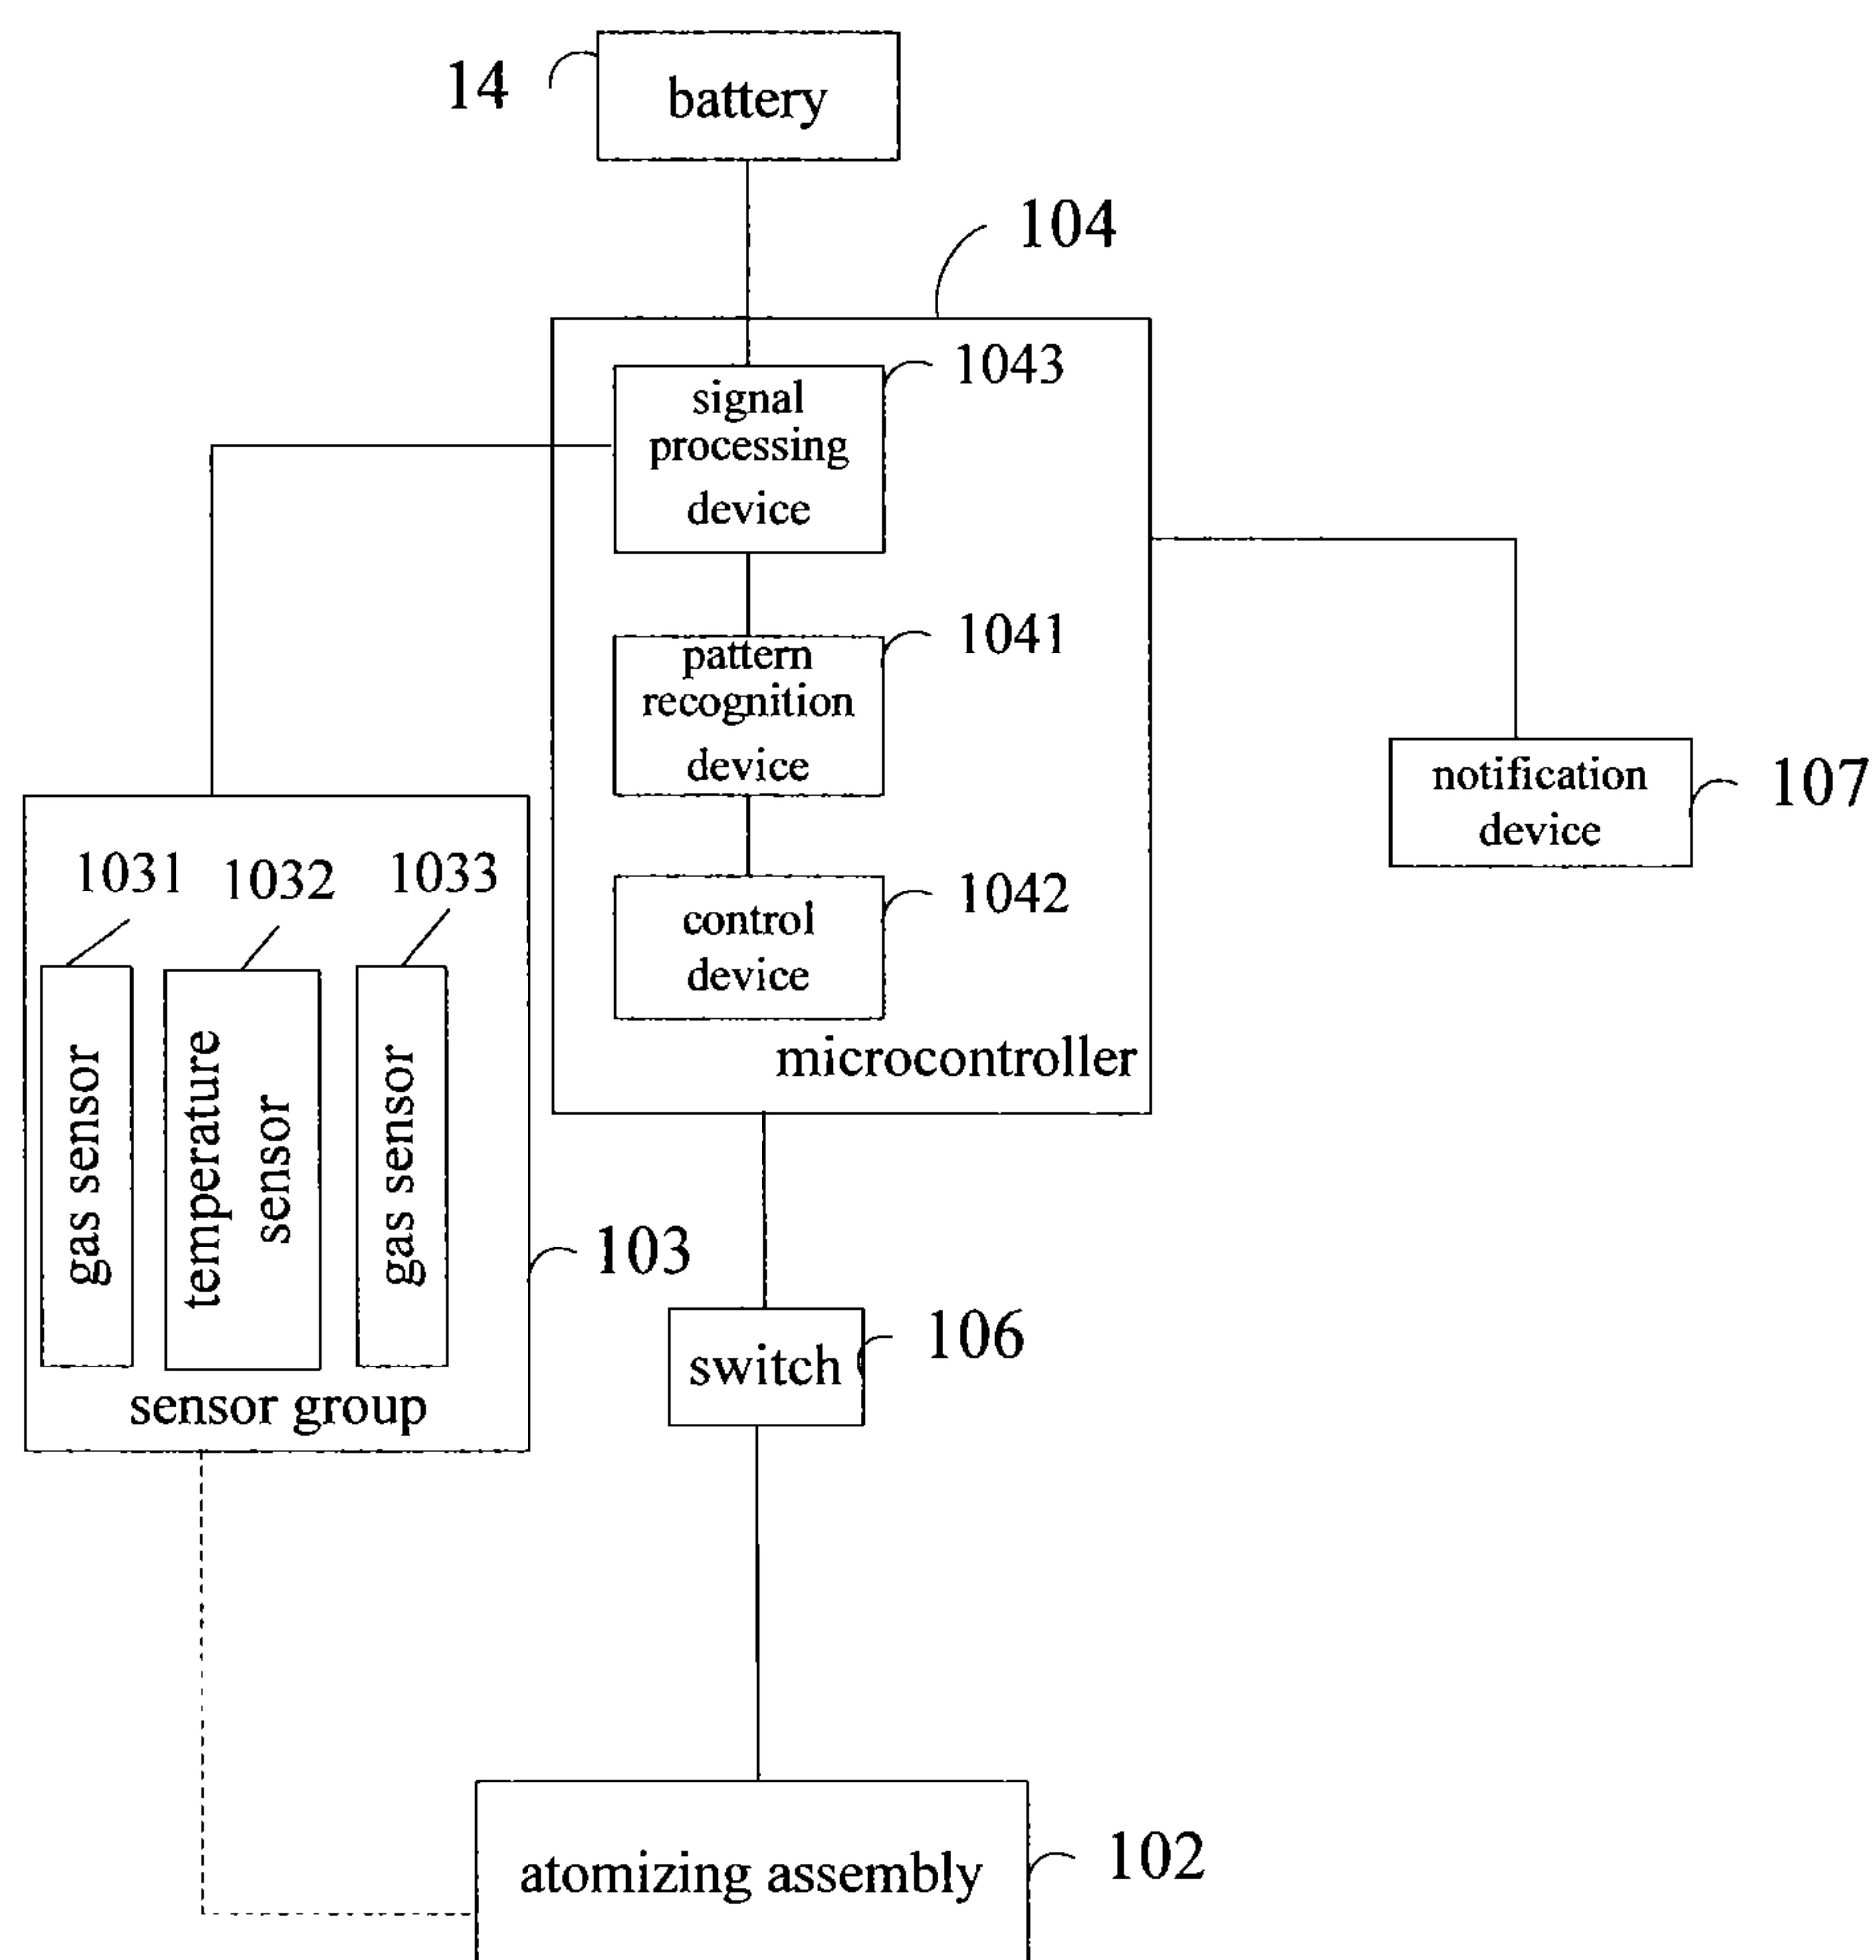 14
battery
104
1043
signal
processing
device
1041
pattern
recognition
device
notification
device
107
1031
1032
1033
1042
control
device
microcontroller
gas sensor
temperature
sensor
gas sensor
103
106
switch
sensor group
102
atomizing assembly